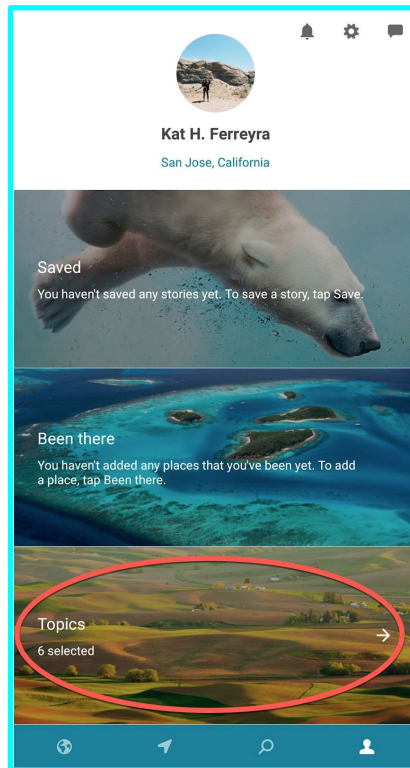 Kat H. Ferreyra
San Jose, California
Saved
You haven't saved any stories yet. To save a story, tap Save.
Been there
You haven't added any places that you've been yet. To add
a place, tap Been there.
Topics
6 selected